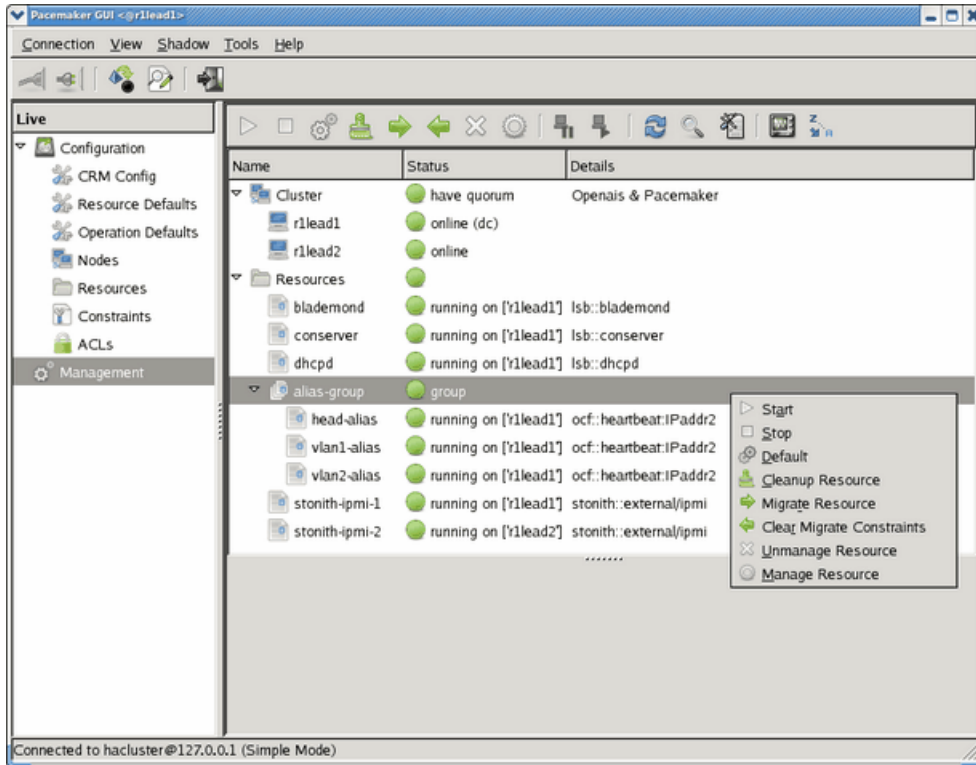 Pacemaker GUI <@r1lead1>
Connection View Shadow Tools Help
Live
Configuration
CRM Config
Resource Defaults
Operation Defaults
Nodes
Resources
Constraints
ACLs
Management
Name Status Details
Cluster have quorum Openais & Pacemaker
r1lead1 online (dc)
r1lead2 online
Resources
blademond running on ['r1lead1'] lsb::blademond
conserver running on ['r1lead1'] lsb::conserver
dhcpd running on ['r1lead1'] lsb::dhcpd
alias-group group
head-alias running on ['r1lead1'] ocf::heartbeat:IPaddr2
vlan1-alias running on ['r1lead1'] ocf::heartbeat:IPaddr2
vlan2-alias running on ['r1lead1'] ocf::heartbeat:IPaddr2
stonith-ipmi-1 running on ['r1lead1'] stonith::external/ipmi
stonith-ipmi-2 running on ['r1lead2'] stonith::external/ipmi
Start
Stop
Default
Cleanup Resource
Migrate Resource
Clear Migrate Constraints
Unmanage Resource
Manage Resource
Connected to hacluster@127.0.0.1 (Simple Mode)